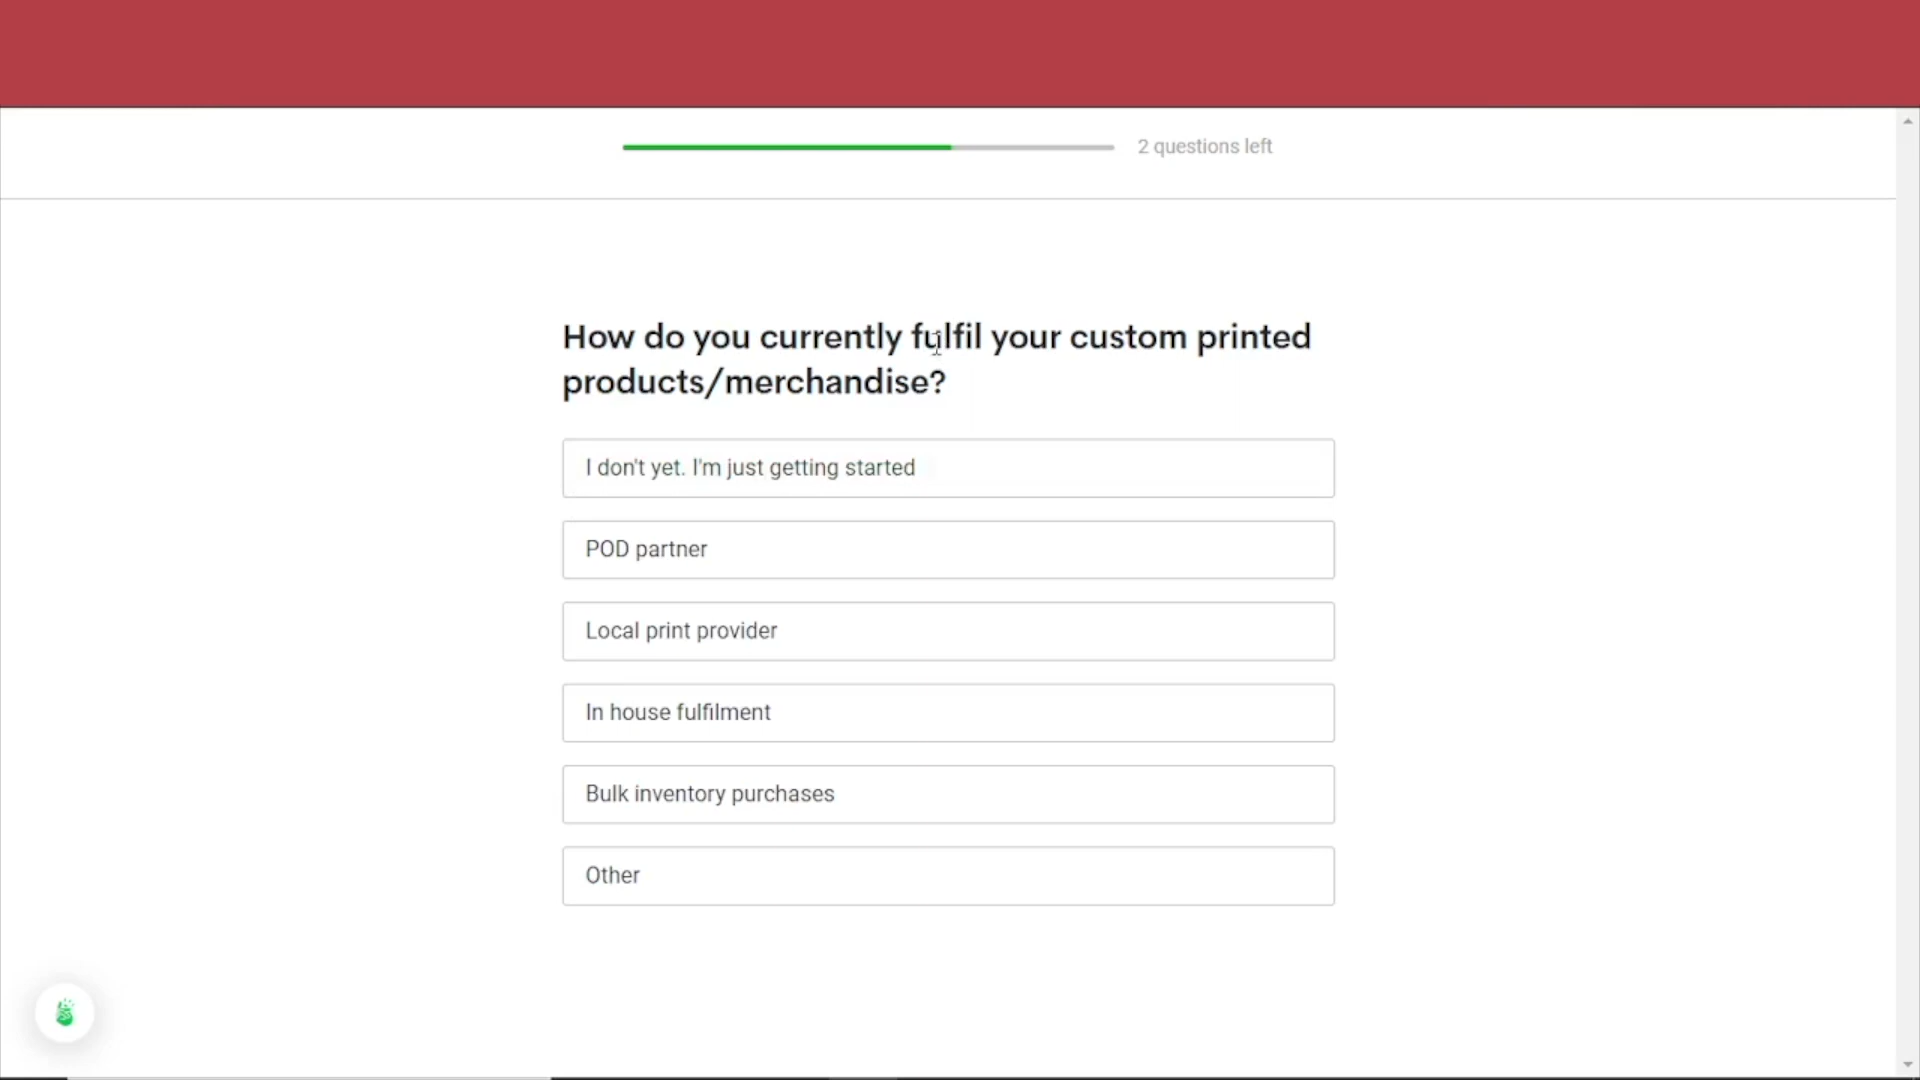 2 questions left
How do you currently fulfil your custom printed
products/merchandise?
I don't yet. I'm just getting started
POD partner
Local print provider
In house fulfilment
Bulk inventory purchases
Other